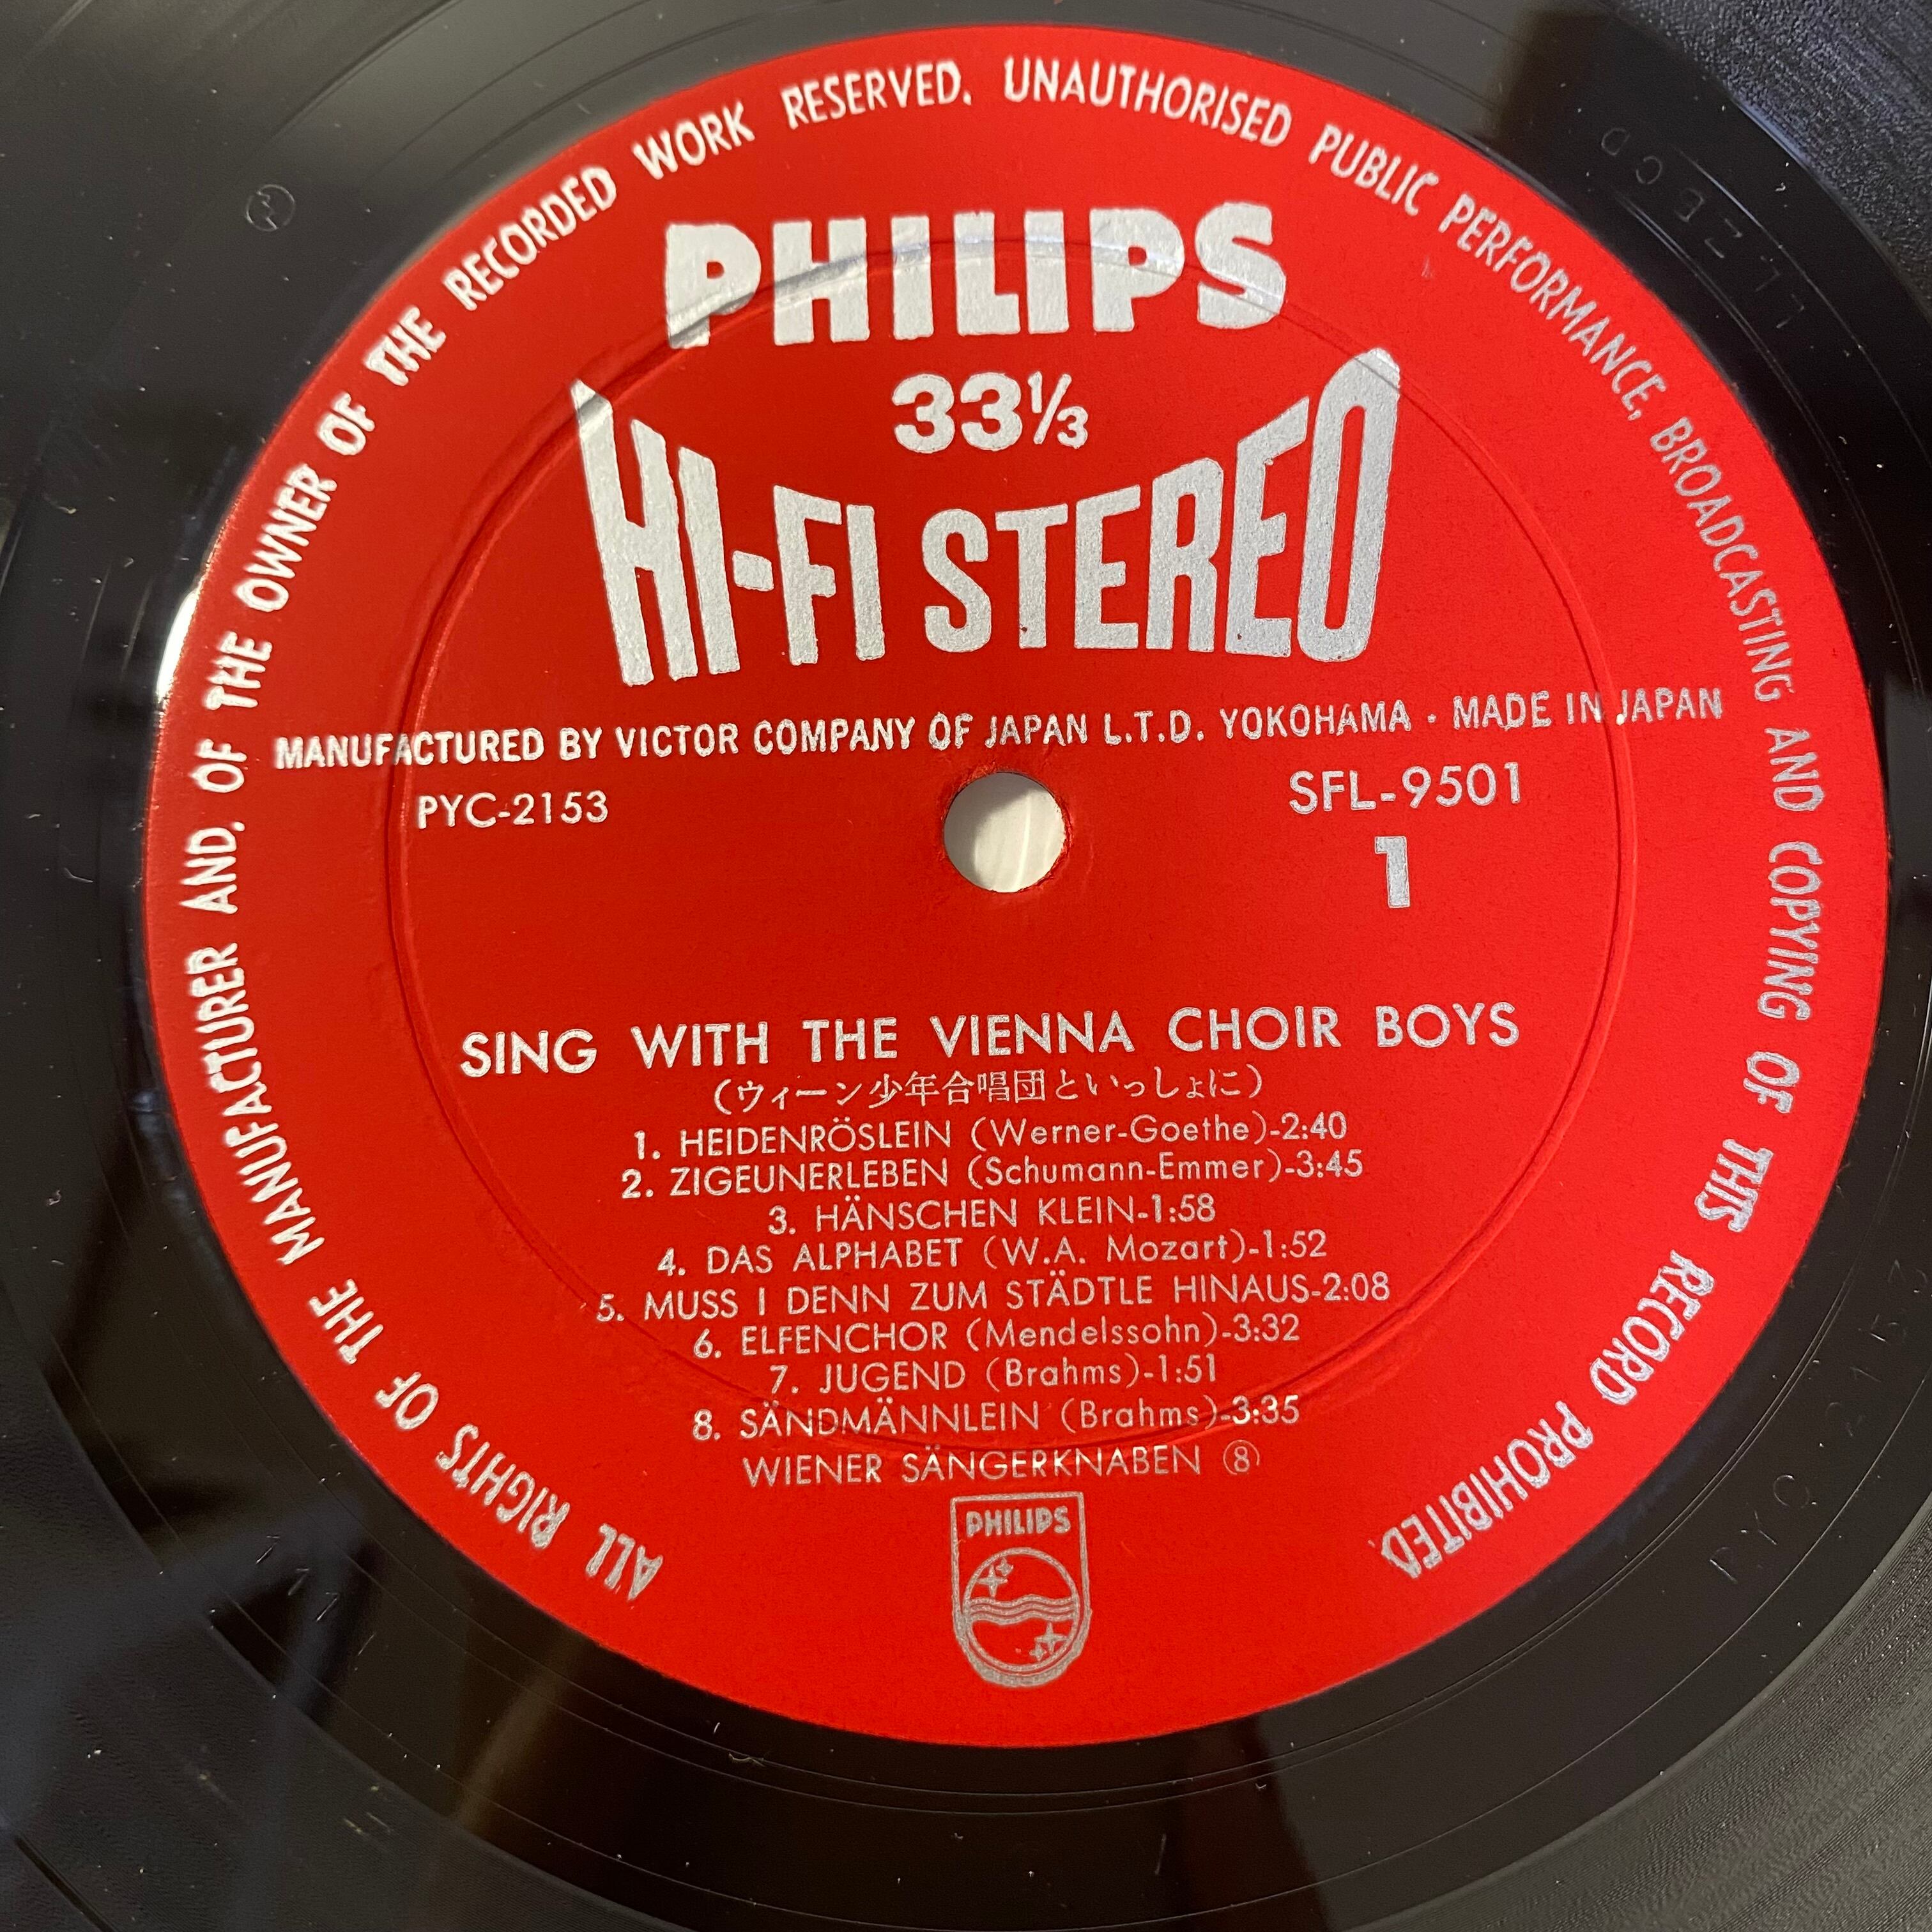 ALL RIGHTS OF THE MANUFACTURER AND, OF THE OWNER OF THE RECORDED WORK RESERVED. UNAUTHORISED PUBLIC PERFORMANCE, BROADCASTING AND COPYING OF THIS RECORD PROHIBITED.
PHILIPS
33⅓
HI-FI STEREO
MANUFACTURED BY VICTOR COMPANY OF JAPAN L.T.D. YOKOHAMA · MADE IN JAPAN
PYC-2153
SFL-9501
1
SING WITH THE VIENNA CHOIR BOYS
(ウィーン少年合唱団といっしょに)
1. HEIDENRÖSLEIN (Werner-Goethe)-2:40
2. ZIGEUNERLEBEN (Schumann-Emmer)-3:45
3. HÄNSCHEN KLEIN-1:58
4. DAS ALPHABET (W.A. Mozart)-1:52
5. MUSS I DENN ZUM STÄDTLE HINAUS-2:08
6. ELFENCHOR (Mendelssohn)-3:32
7. JUGEND (Brahms)-1:51
8. SÄNDMÄNNLEIN (Brahms)-3:35
WIENER SÄNGERKNABEN ⑧
PHILIPS